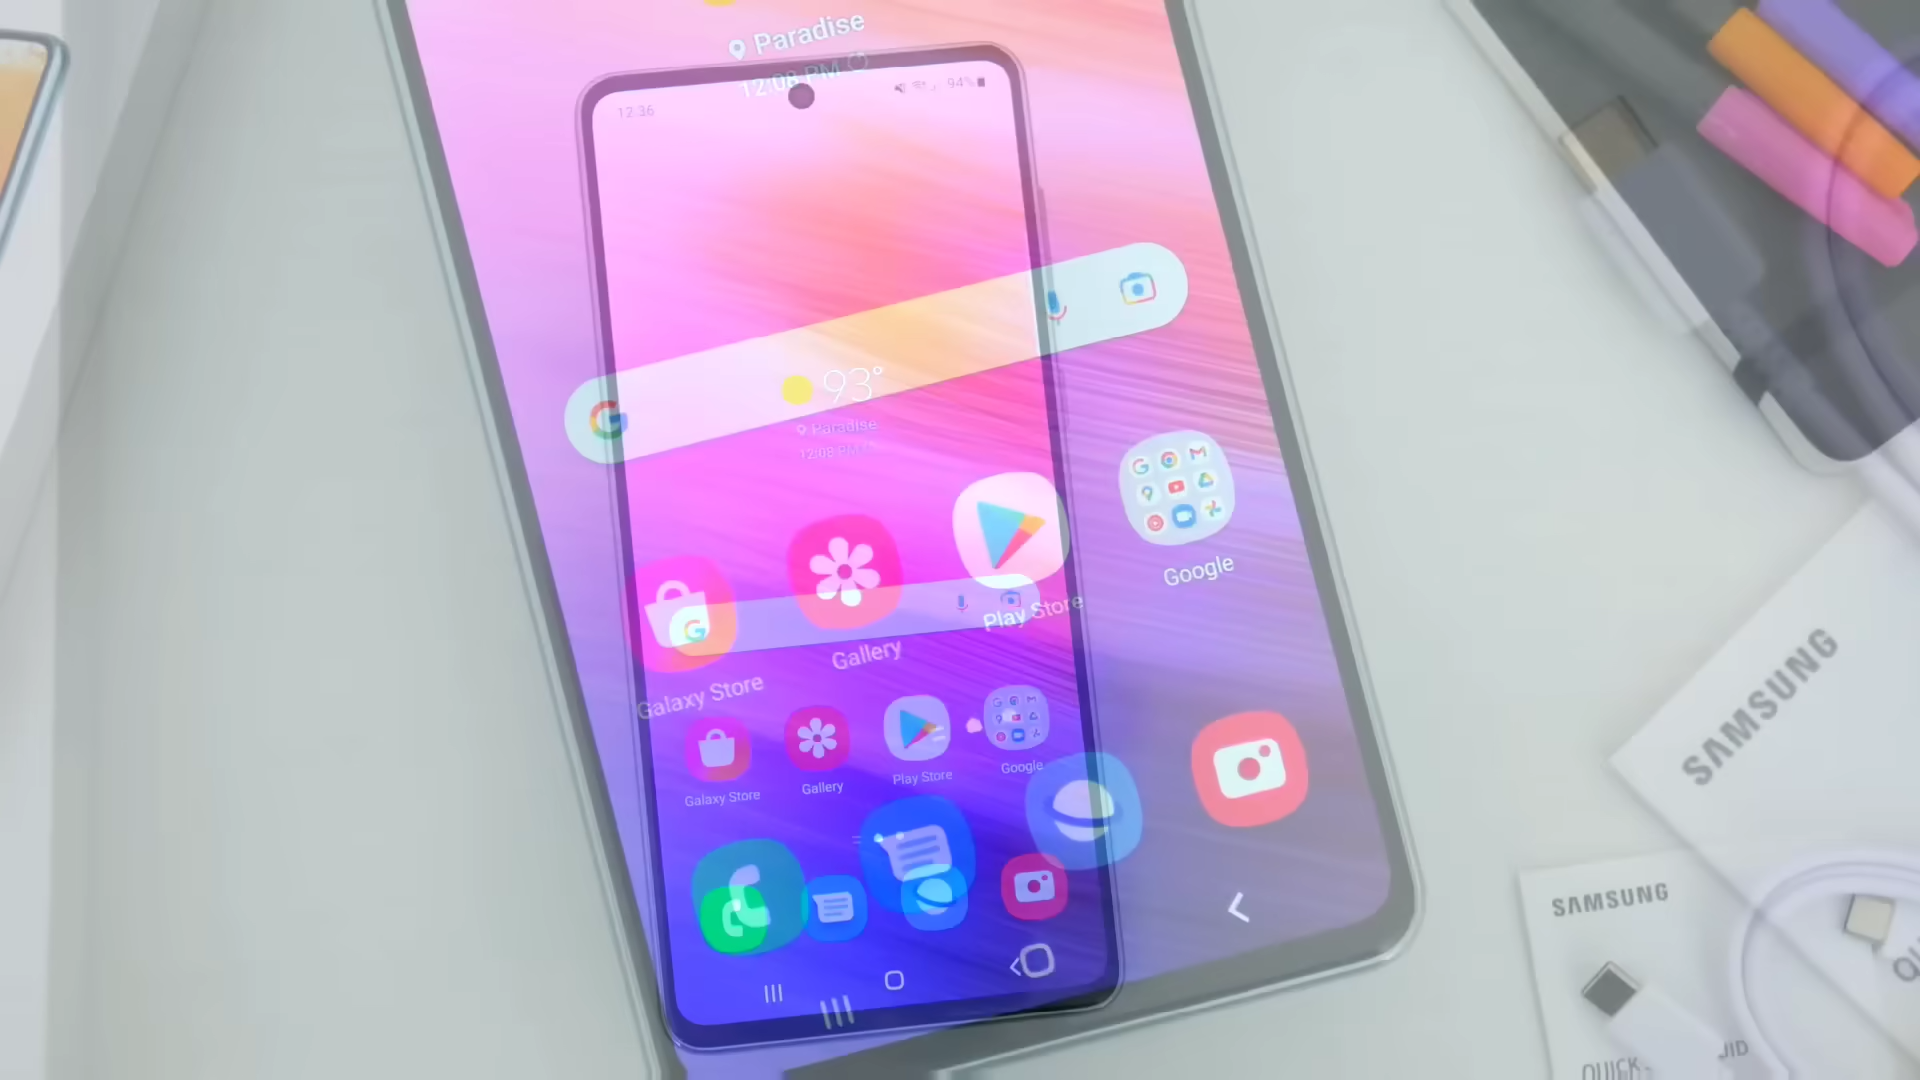 Paradise
12:08 PM
12:36
94%
93°
Paradise
12:08 PM
Google
Play Store
Gallery
Galaxy Store
Google
Play Store
Gallery
Galaxy Store
SAMSUNG
SAMSUNG
QUICK